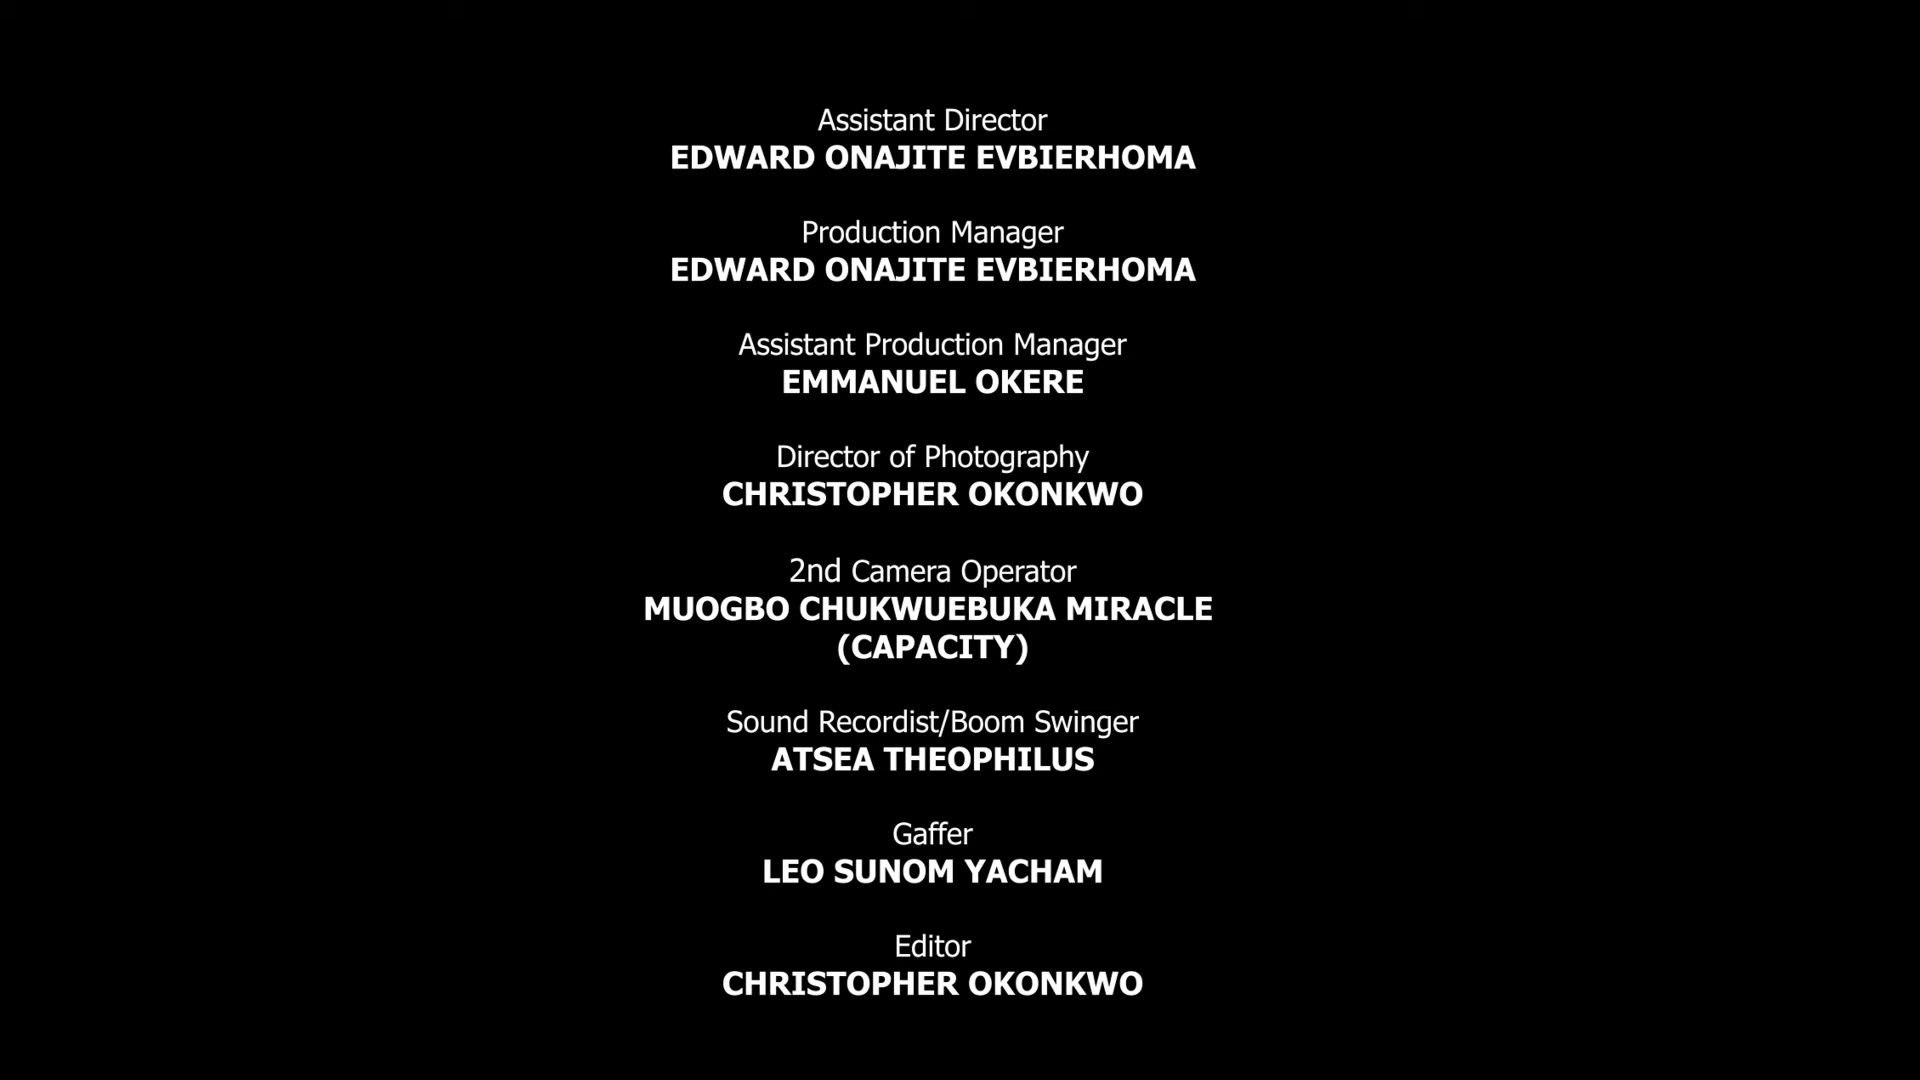 Assistant Director
EDWARD ONAJITE EVBIERHOMA
Production Manager
EDWARD ONAJITE EVBIERHOMA
Assistant Production Manager
EMMANUEL OKERE
Director of Photography
CHRISTOPHER OKONKWO
2nd Camera Operator
MUOGBO CHUKWUEBUKA MIRACLE
(CAPACITY)
Sound Recordist/Boom Swinger
ATSEA THEOPHILUS
Gaffer
LEO SUNOM YACHAM
Editor
CHRISTOPHER OKONKWO